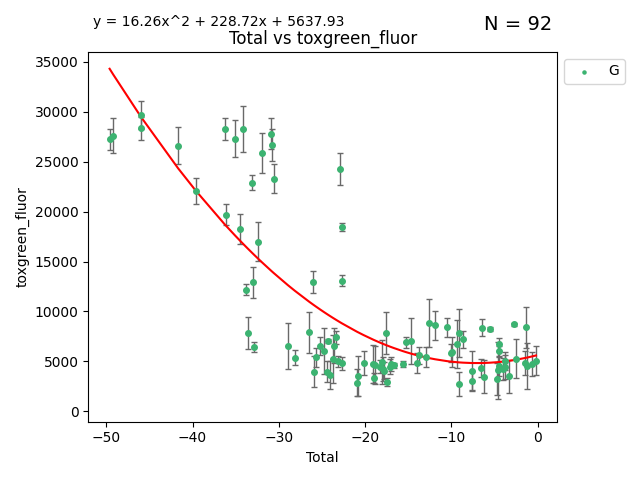 y = 16.26x^2 + 228.72x + 5637.93
N = 92
Total vs toxgreen_fluor
G
35000
30000
25000
20000
15000
10000
5000
0
toxgreen_fluor
−50 −40 −30 −20 −10 0
Total